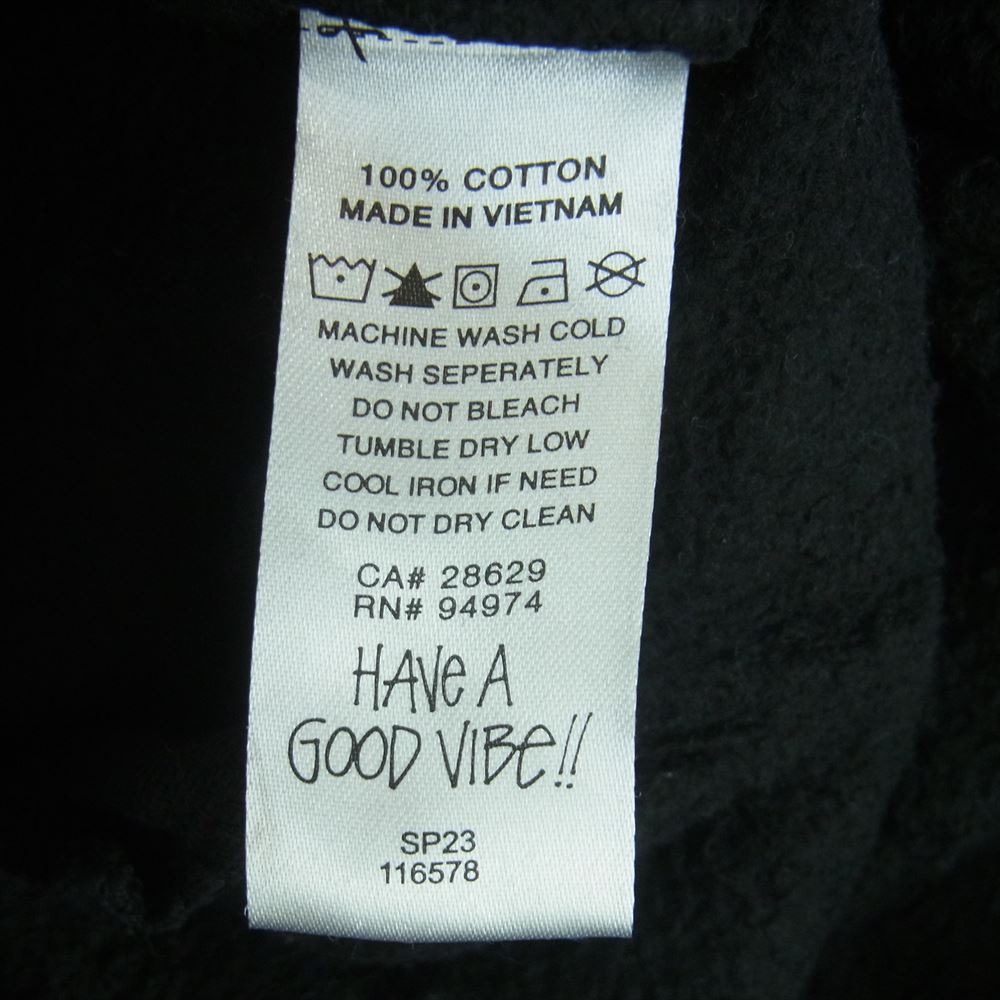 100% COTTON
MADE IN VIETNAM
MACHINE WASH COLD
WASH SEPERATELY
DO NOT BLEACH
TUMBLE DRY LOW
COOL IRON IF NEED
DO NOT DRY CLEAN
CA# 28629
RN# 94974
HAVe A
GOOD VIBe!!
SP23
116578